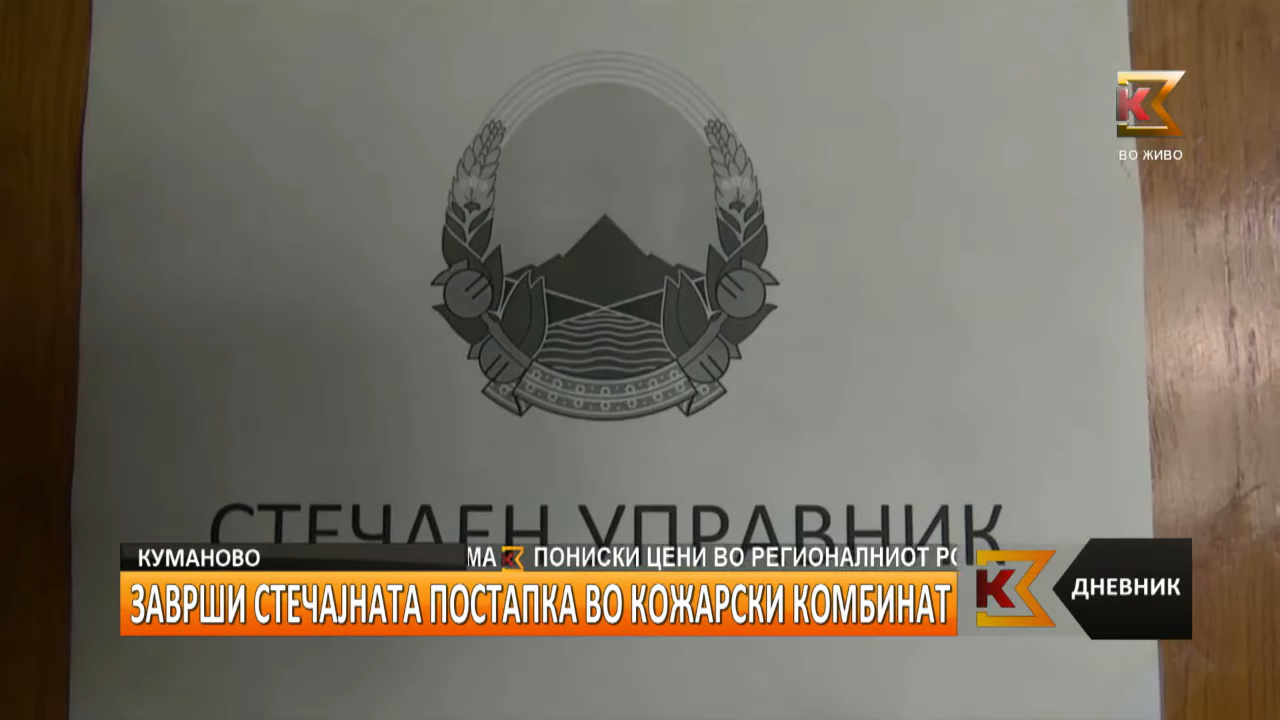 К
ВО ЖИВО
СТЕЧАЕН УПРАВНИК
КУМАНОВО
ПОНИСКИ ЦЕНИ ВО РЕГИОНАЛНИОТ
ЗАВРШИ СТЕЧАЈНАТА ПОСТАПКА ВО КОЖАРСКИ КОМБИНАТ
К
ДНЕВНИК